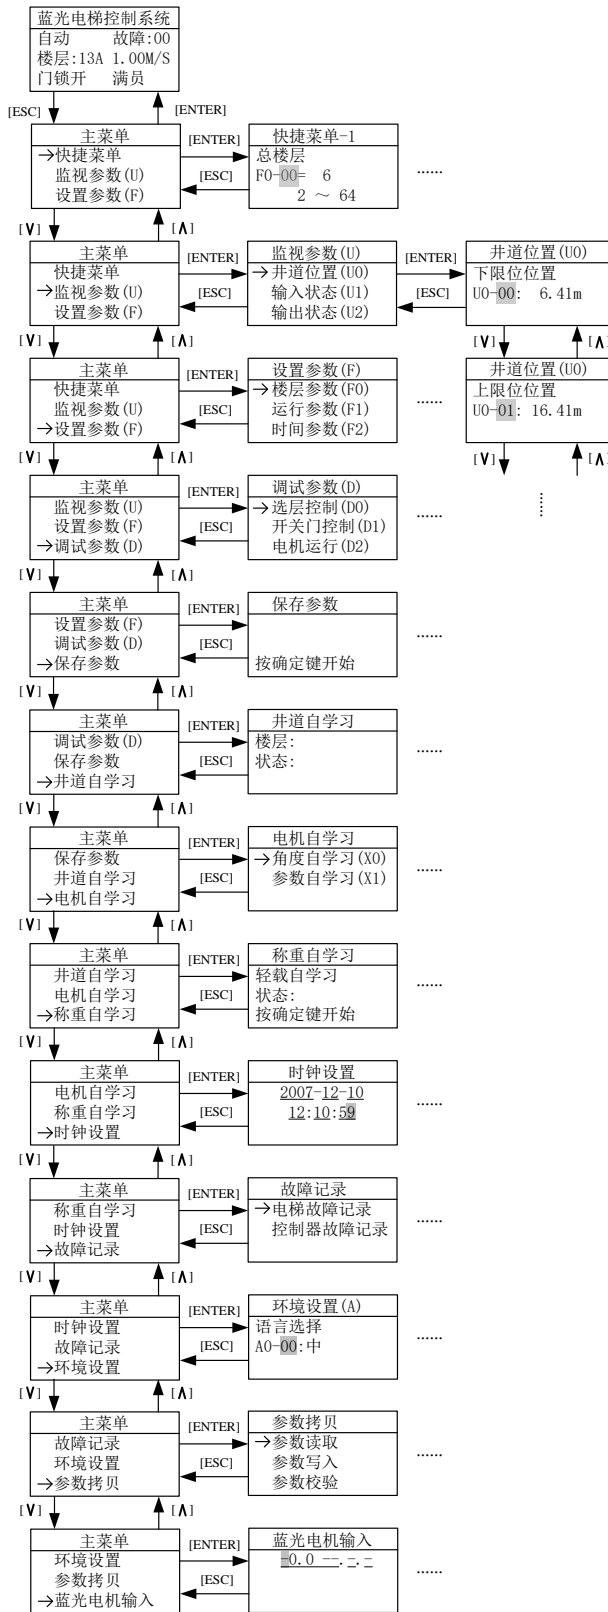 蓝光电梯控制系统
自动 故障:00
楼层:13A 1.00M/S
门锁开 满员
[ESC] [ENTER]
主菜单
→快捷菜单
监视参数(U)
设置参数(F)
[ENTER]
[ESC]
快捷菜单-1
总楼层
F0-00= 6
2 ～ 64
......
[∨] [∧]
主菜单
快捷菜单
→监视参数(U)
设置参数(F)
[ENTER]
[ESC]
监视参数(U)
→井道位置(U0)
输入状态(U1)
输出状态(U2)
[ENTER]
[ESC]
井道位置(U0)
下限位位置
U0-00: 6.41m
[∨] [∧]
[∨] [∧]
主菜单
快捷菜单
监视参数(U)
→设置参数(F)
[ENTER]
[ESC]
设置参数(F)
→楼层参数(F0)
运行参数(F1)
时间参数(F2)
......
井道位置(U0)
上限位位置
U0-01: 16.41m
[∨] [∧]
......
[∨] [∧]
主菜单
监视参数(U)
设置参数(F)
→调试参数(D)
[ENTER]
[ESC]
调试参数(D)
→选层控制(D0)
开关门控制(D1)
电机运行(D2)
......
[∨] [∧]
主菜单
设置参数(F)
调试参数(D)
→保存参数
[ENTER]
[ESC]
保存参数
按确定键开始
......
[∨] [∧]
主菜单
调试参数(D)
保存参数
→井道自学习
[ENTER]
[ESC]
井道自学习
楼层:
状态:
......
[∨] [∧]
主菜单
保存参数
井道自学习
→电机自学习
[ENTER]
[ESC]
电机自学习
→角度自学习(X0)
参数自学习(X1)
......
[∨] [∧]
主菜单
井道自学习
电机自学习
→称重自学习
[ENTER]
[ESC]
称重自学习
轻载自学习
状态:
按确定键开始
......
[∨] [∧]
主菜单
电机自学习
称重自学习
→时钟设置
[ENTER]
[ESC]
时钟设置
2007-12-10
12:10:59
......
[∨] [∧]
主菜单
称重自学习
时钟设置
→故障记录
[ENTER]
[ESC]
故障记录
→电梯故障记录
控制器故障记录
......
[∨] [∧]
主菜单
时钟设置
故障记录
→环境设置
[ENTER]
[ESC]
环境设置(A)
语言选择
A0-00:中
......
[∨] [∧]
主菜单
故障记录
环境设置
→参数拷贝
[ENTER]
[ESC]
参数拷贝
→参数读取
参数写入
参数校验
......
[∨] [∧]
主菜单
环境设置
参数拷贝
→蓝光电机输入
[ENTER]
[ESC]
蓝光电机输入
-0.0 --.-.-
......